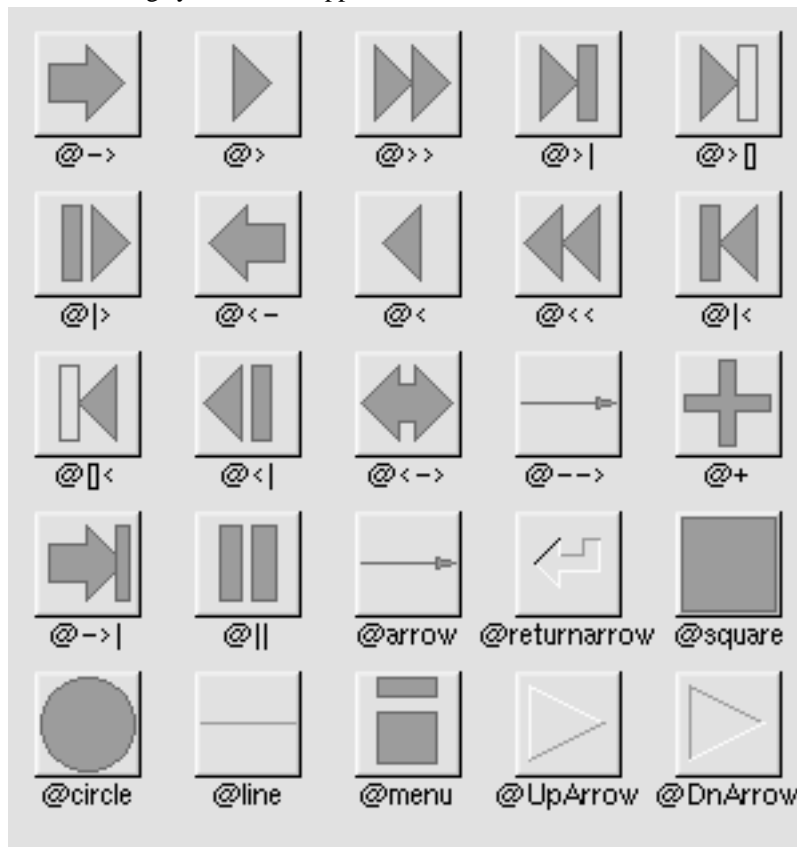 @-> @> @>> @>| @>[]
@|> @<- @< @<< @|<
@[]< @<| @<-> @--> @+
@->| @|| @arrow @returnarrow @square
@circle @line @menu @UpArrow @DnArrow